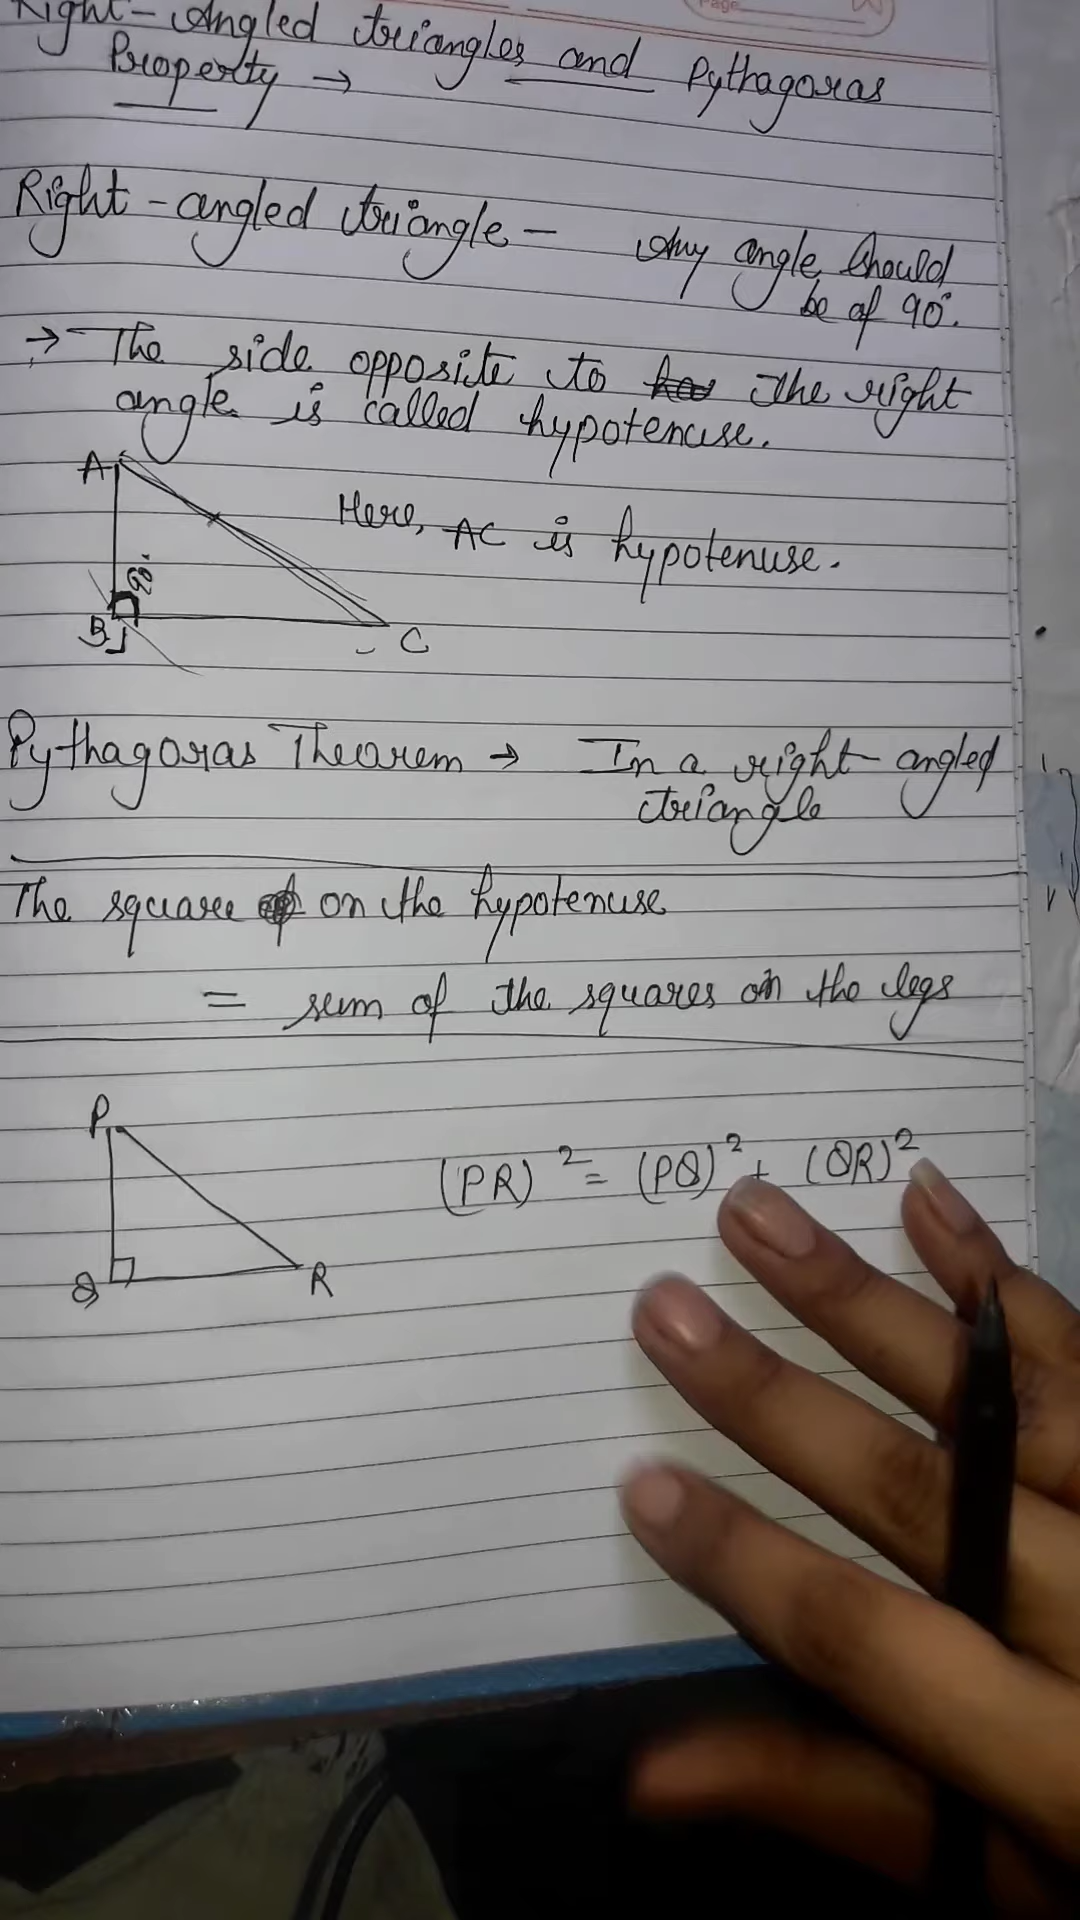 Right-Angled triangles and Pythagoras
Property →
Right-angled triangle - Any angle should
be of 90°.
→ The side opposite to the right
angle is called hypotenuse.
A
Here, AC is hypotenuse.
90°
B
C
Pythagoras Thearem → In a right-angled
triangle
The square on the hypotenuse
= sum of the squares on the legs
P
(PR)² = (PQ)² + (QR)²
Q
R